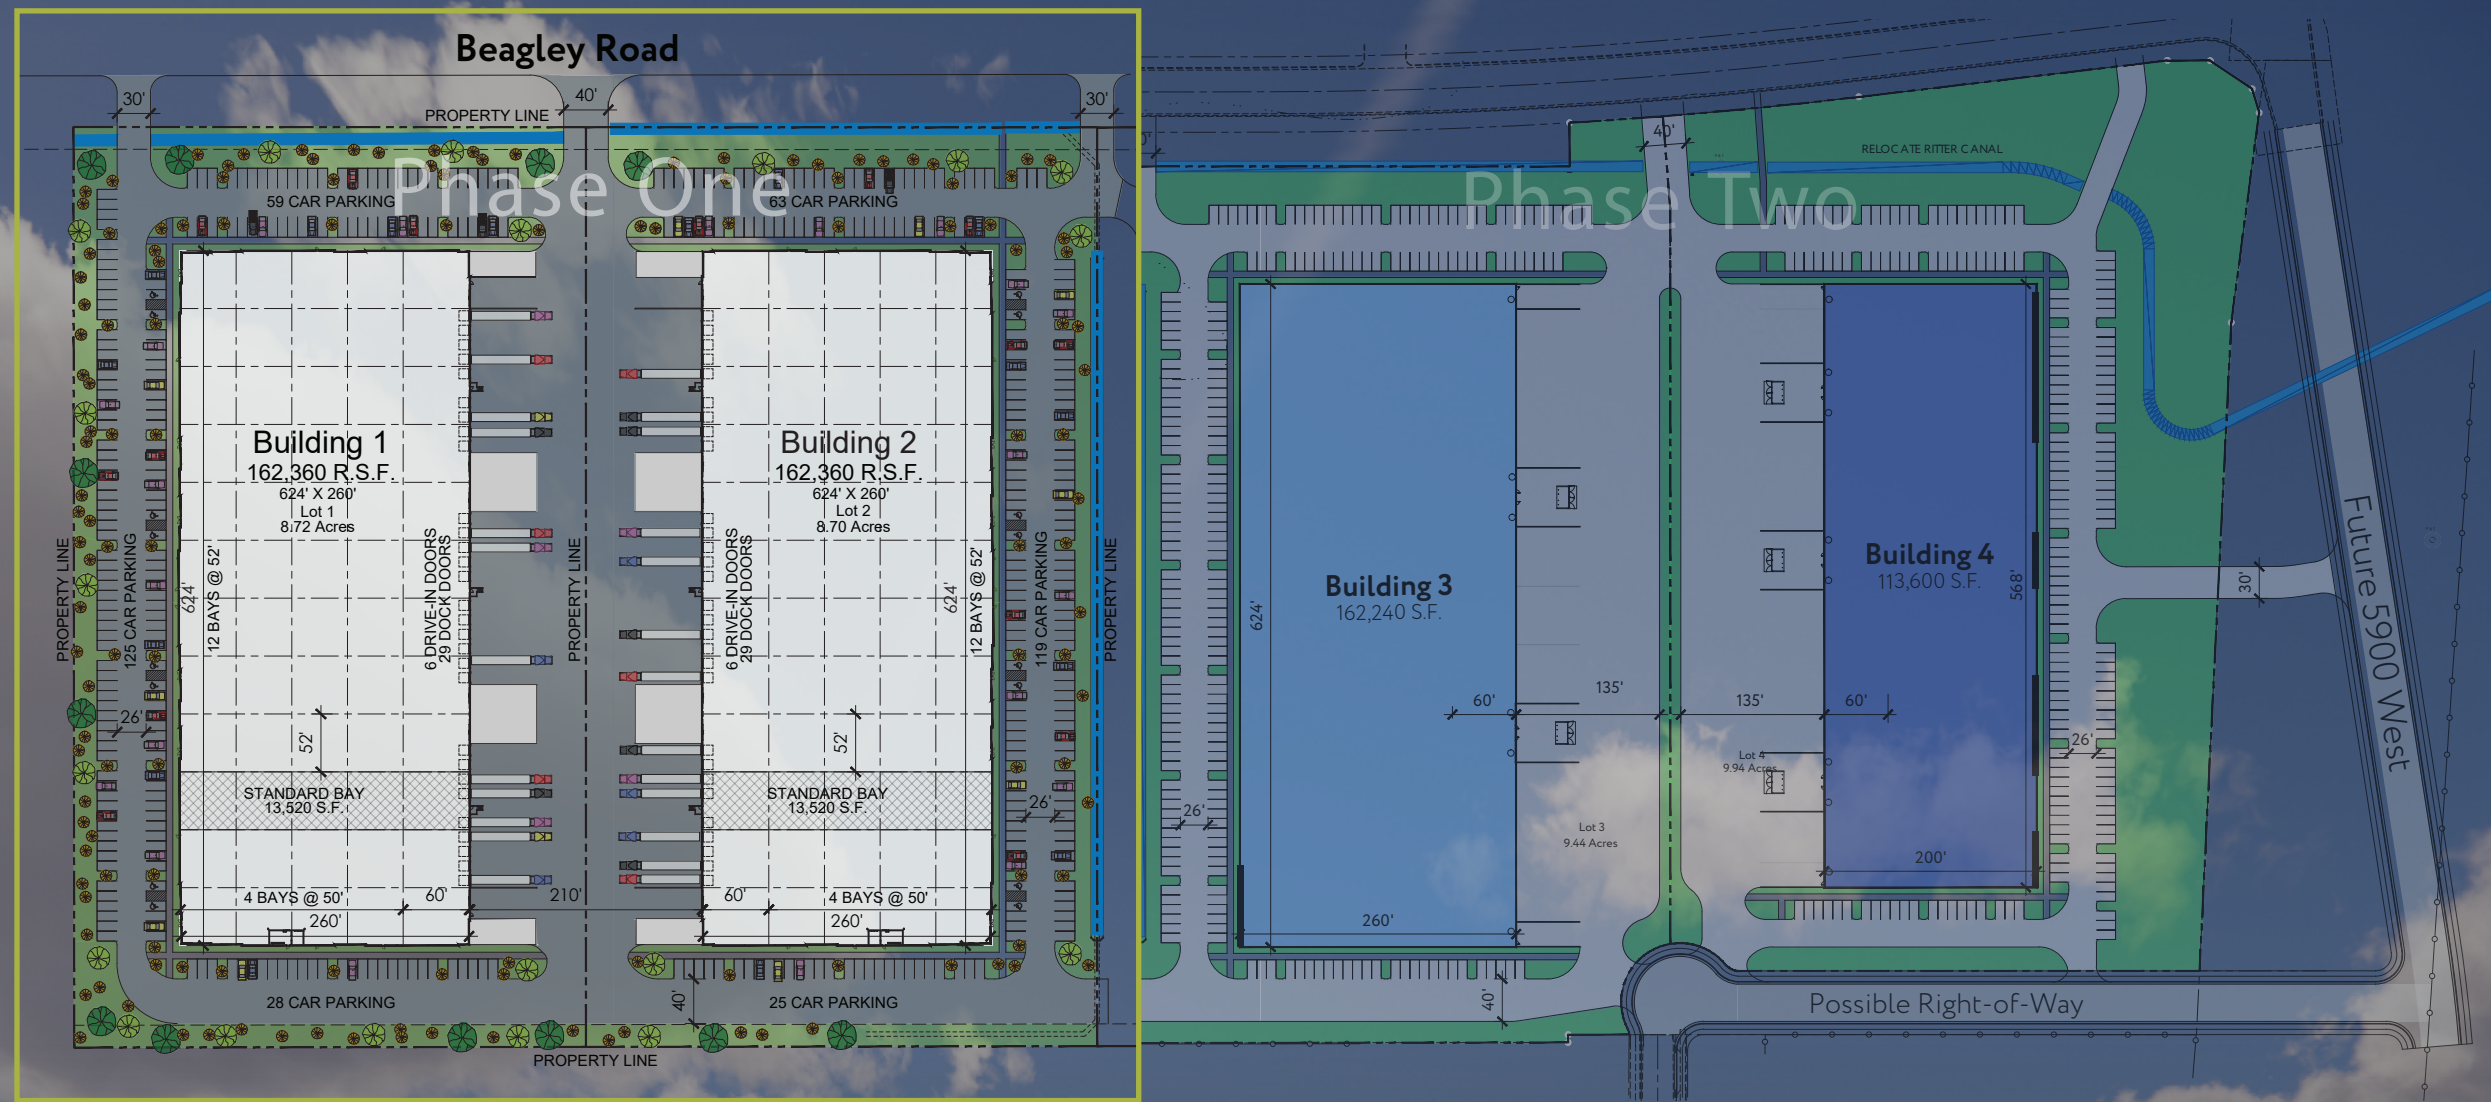 Beagley Road
30'
40'
30'
PROPERTY LINE
Phase One
59 CAR PARKING
63 CAR PARKING
Building 1
162,360 R.S.F.
624' X 260'
Lot 1
8.72 Acres
Building 2
162,360 R.S.F.
624' X 260'
Lot 2
8.70 Acres
PROPERTY LINE
125 CAR PARKING
624'
12 BAYS @ 52'
6 DRIVE-IN DOORS
29 DOCK DOORS
PROPERTY LINE
6 DRIVE-IN DOORS
29 DOCK DOORS
624'
12 BAYS @ 52'
119 CAR PARKING
PROPERTY LINE
26'
52'
52'
STANDARD BAY
13,520 S.F.
STANDARD BAY
13,520 S.F.
26'
4 BAYS @ 50'
60'
210'
60'
4 BAYS @ 50'
260'
260'
28 CAR PARKING
40'
25 CAR PARKING
PROPERTY LINE
40'
RELOCATE RITTER CANAL
Phase Two
Building 3
162,240 S.F.
624'
Building 4
113,600 S.F.
568'
30'
Future 5900 West
60'
135'
135'
60'
26'
Lot 4
9.94 Acres
26'
Lot 3
9.44 Acres
200'
260'
40'
Possible Right-of-Way